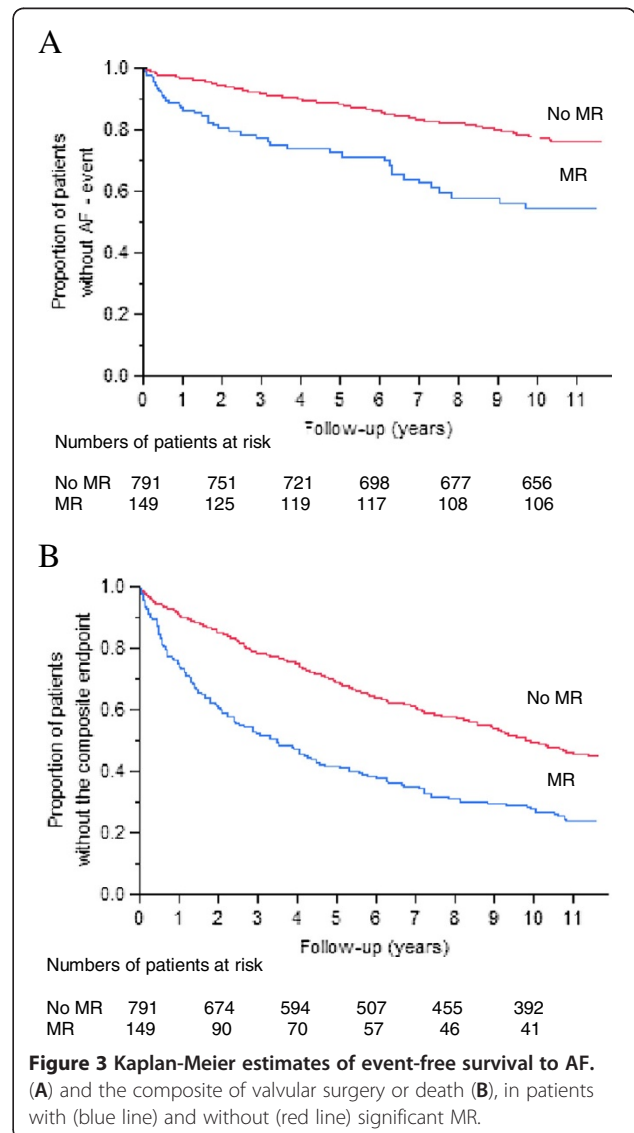 A
1.0
0.8
0.6
0.4
0.2
0.0
Proportion of patients
without AF - event
No MR
MR
0 1 2 3 4 5 6 7 8 9 10 11
Follow-up (years)
Numbers of patients at risk
No MR 791 751 721 698 677 656
MR 149 125 119 117 108 106
B
1.0
0.8
0.6
0.4
0.2
0.0
Proportion of patients
without the composite endpoint
No MR
MR
0 1 2 3 4 5 6 7 8 9 10 11
Follow-up (years)
Numbers of patients at risk
No MR 791 674 594 507 455 392
MR 149 90 70 57 46 41
Figure 3 Kaplan-Meier estimates of event-free survival to AF.
(A) and the composite of valvular surgery or death (B), in patients
with (blue line) and without (red line) significant MR.